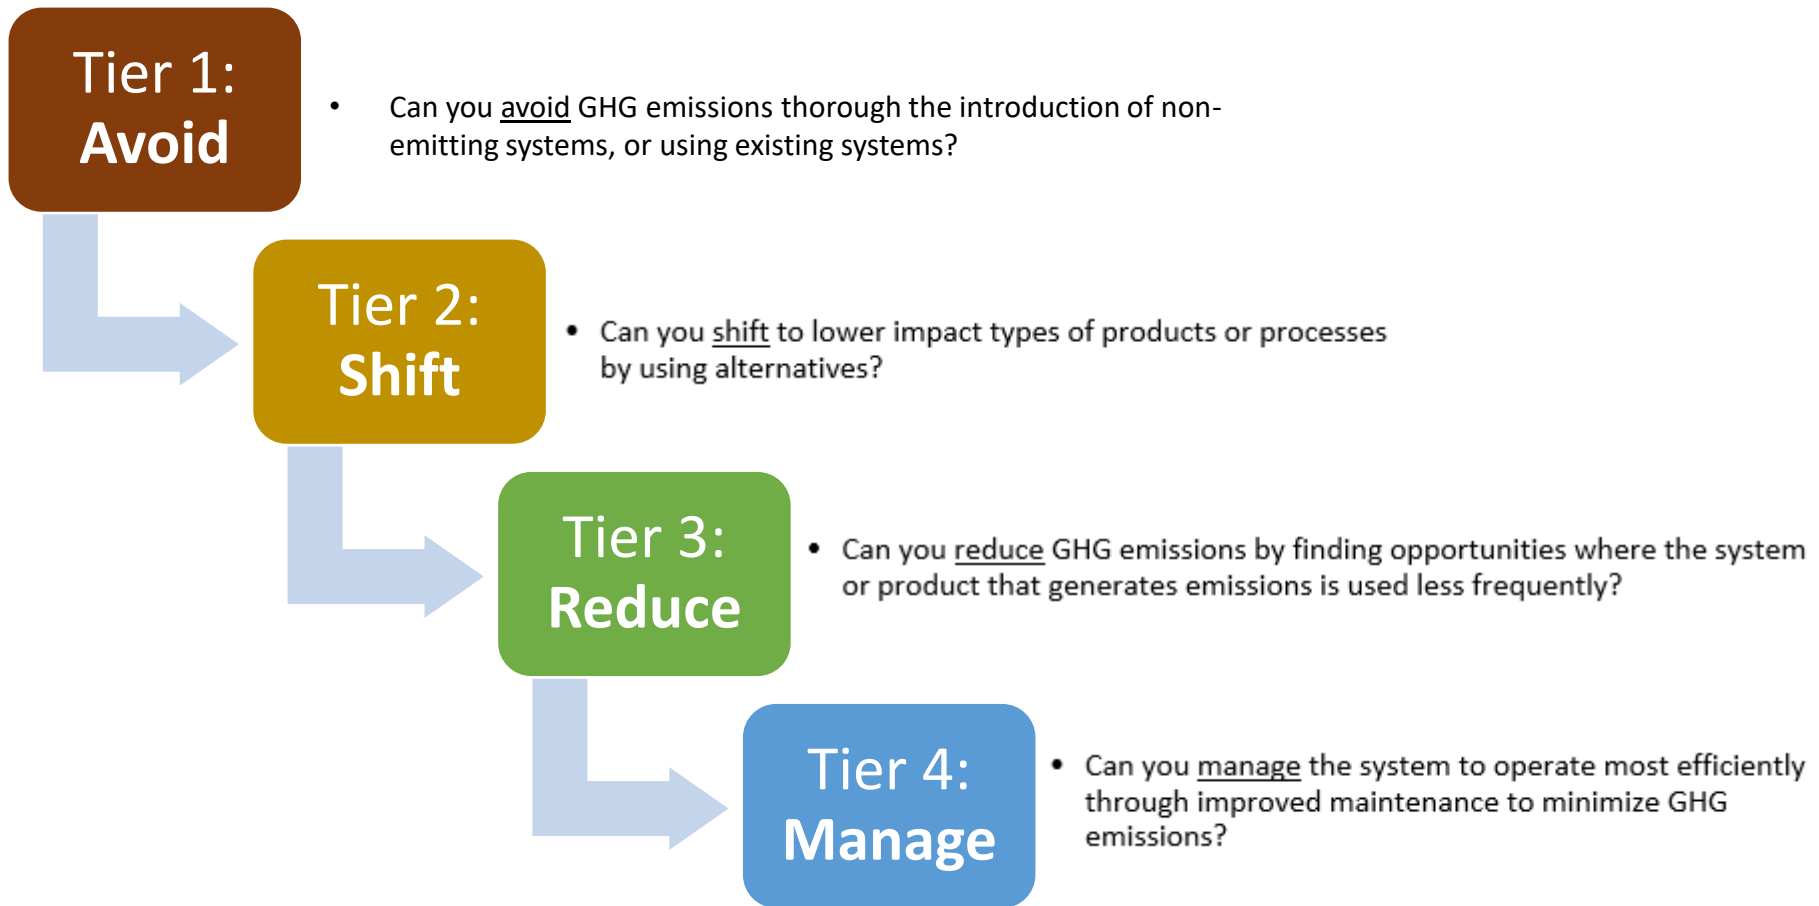 Tier 1:
Avoid
• Can you avoid GHG emissions thorough the introduction of non-
emitting systems, or using existing systems?
Tier 2:
Shift
• Can you shift to lower impact types of products or processes
by using alternatives?
Tier 3:
Reduce
• Can you reduce GHG emissions by finding opportunities where the system
or product that generates emissions is used less frequently?
Tier 4:
Manage
• Can you manage the system to operate most efficiently
through improved maintenance to minimize GHG
emissions?